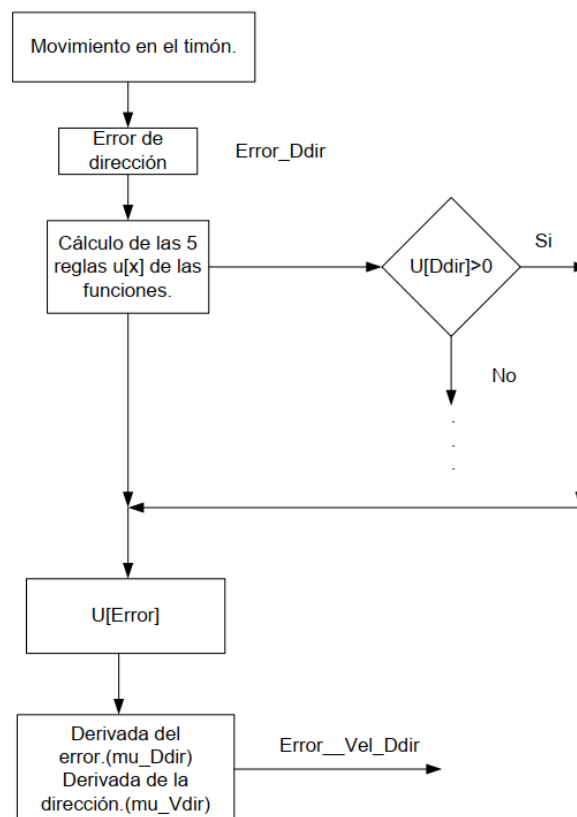 Movimiento en el timón.
Error de
dirección
Error_Ddir
Cálculo de las 5
reglas u[x] de las
funciones.
U[Ddir]>0
Si
No
U[Error]
Derivada del
error.(mu_Ddir)
Derivada de la
dirección.(mu_Vdir)
Error__Vel_Ddir